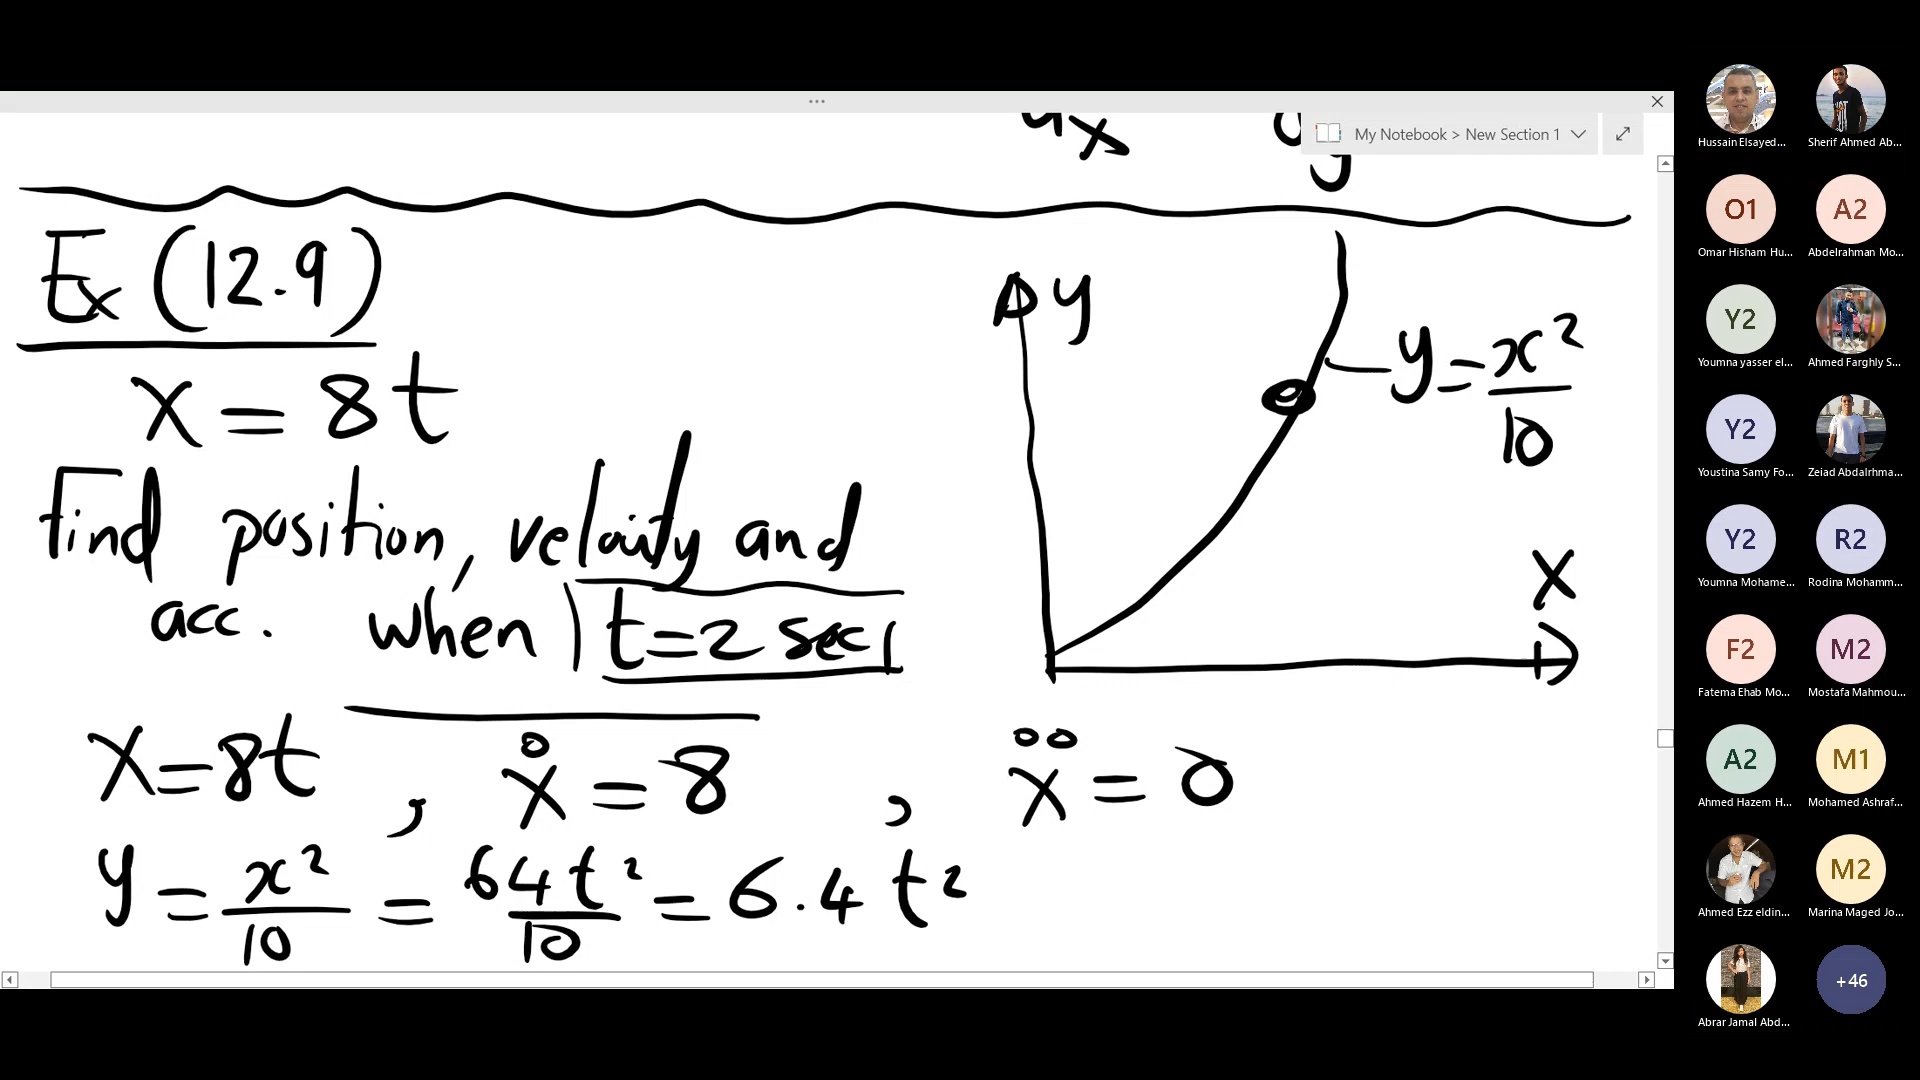 My Notebook > New Section 1
ax y
Ex (12.9)
x = 8t
Find position, velocity and
acc. when t=2 sec
y
y = x²/10
x
x=8t , ẋ = 8 , ẍ = 0
y = x²/10 = 64t²/10 = 6.4 t²
Hussain Elsayed...
Sherif Ahmed Ab...
O1
A2
Omar Hisham Hu...
Abdelrahman Mo...
Y2
Youmna yasser el...
Ahmed Farghly S...
Y2
Youstina Samy Fo...
Zeiad Abdalrhma...
Y2
R2
Youmna Mohame...
Rodina Mohamm...
F2
M2
Fatema Ehab Mo...
Mostafa Mahmou...
A2
M1
Ahmed Hazem H...
Mohamed Ashraf...
M2
Ahmed Ezz eldin...
Marina Maged Jo...
+46
Abrar Jamal Abd...